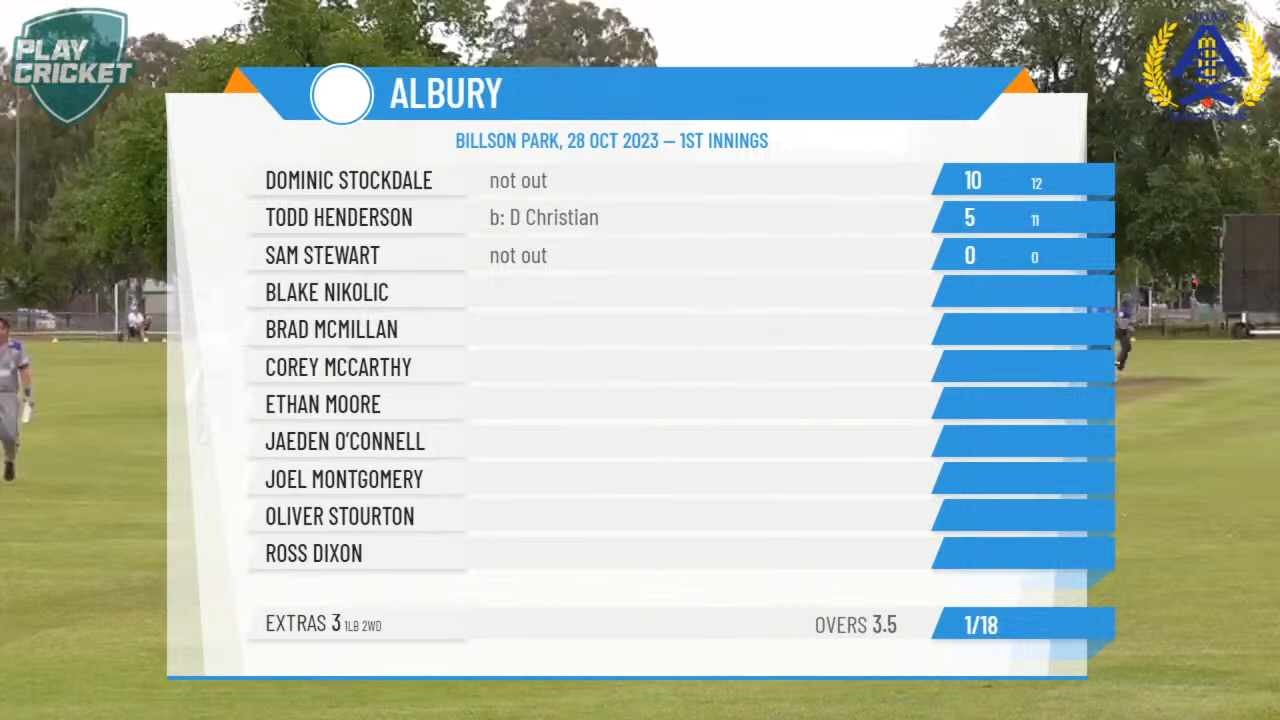 PLAY
CRICKET
ALBURY
ALBURY
BILLSON PARK, 28 OCT 2023 – 1ST INNINGS
DOMINIC STOCKDALE not out 10 12
TODD HENDERSON b: D Christian 5 11
SAM STEWART not out 0 0
BLAKE NIKOLIC
BRAD MCMILLAN
COREY MCCARTHY
ETHAN MOORE
JAEDEN O'CONNELL
JOEL MONTGOMERY
OLIVER STOURTON
ROSS DIXON
EXTRAS 3 1LB 2WD OVERS 3.5 1/18